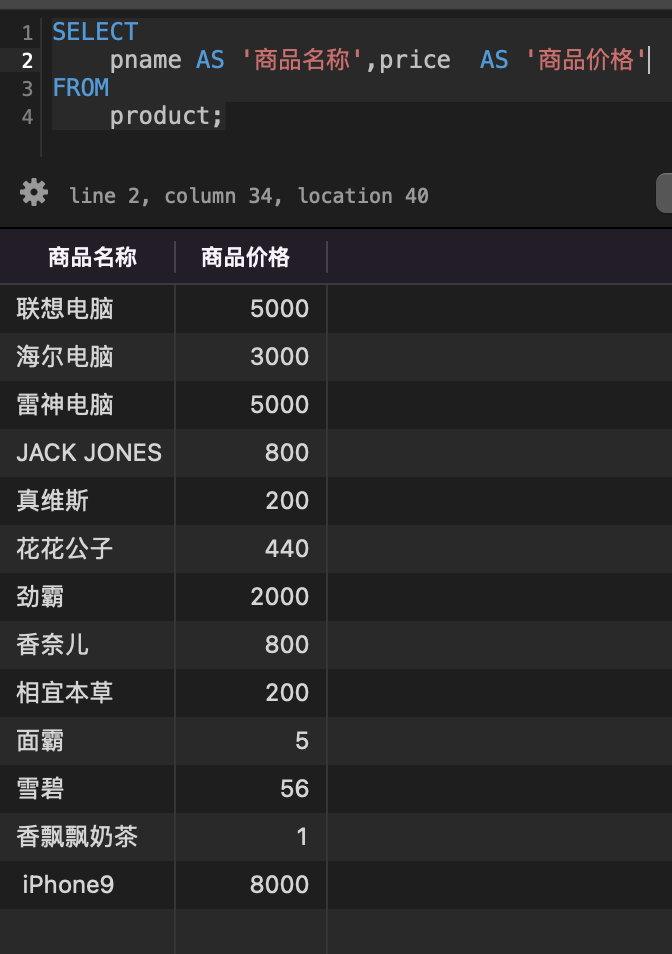 1 SELECT
2 pname AS '商品名称',price  AS '商品价格'
3 FROM
4 product;
line 2, column 34, location 40
商品名称 商品价格
联想电脑 5000
海尔电脑 3000
雷神电脑 5000
JACK JONES 800
真维斯 200
花花公子 440
劲霸 2000
香奈儿 800
相宜本草 200
面霸 5
雪碧 56
香飘飘奶茶 1
iPhone9 8000